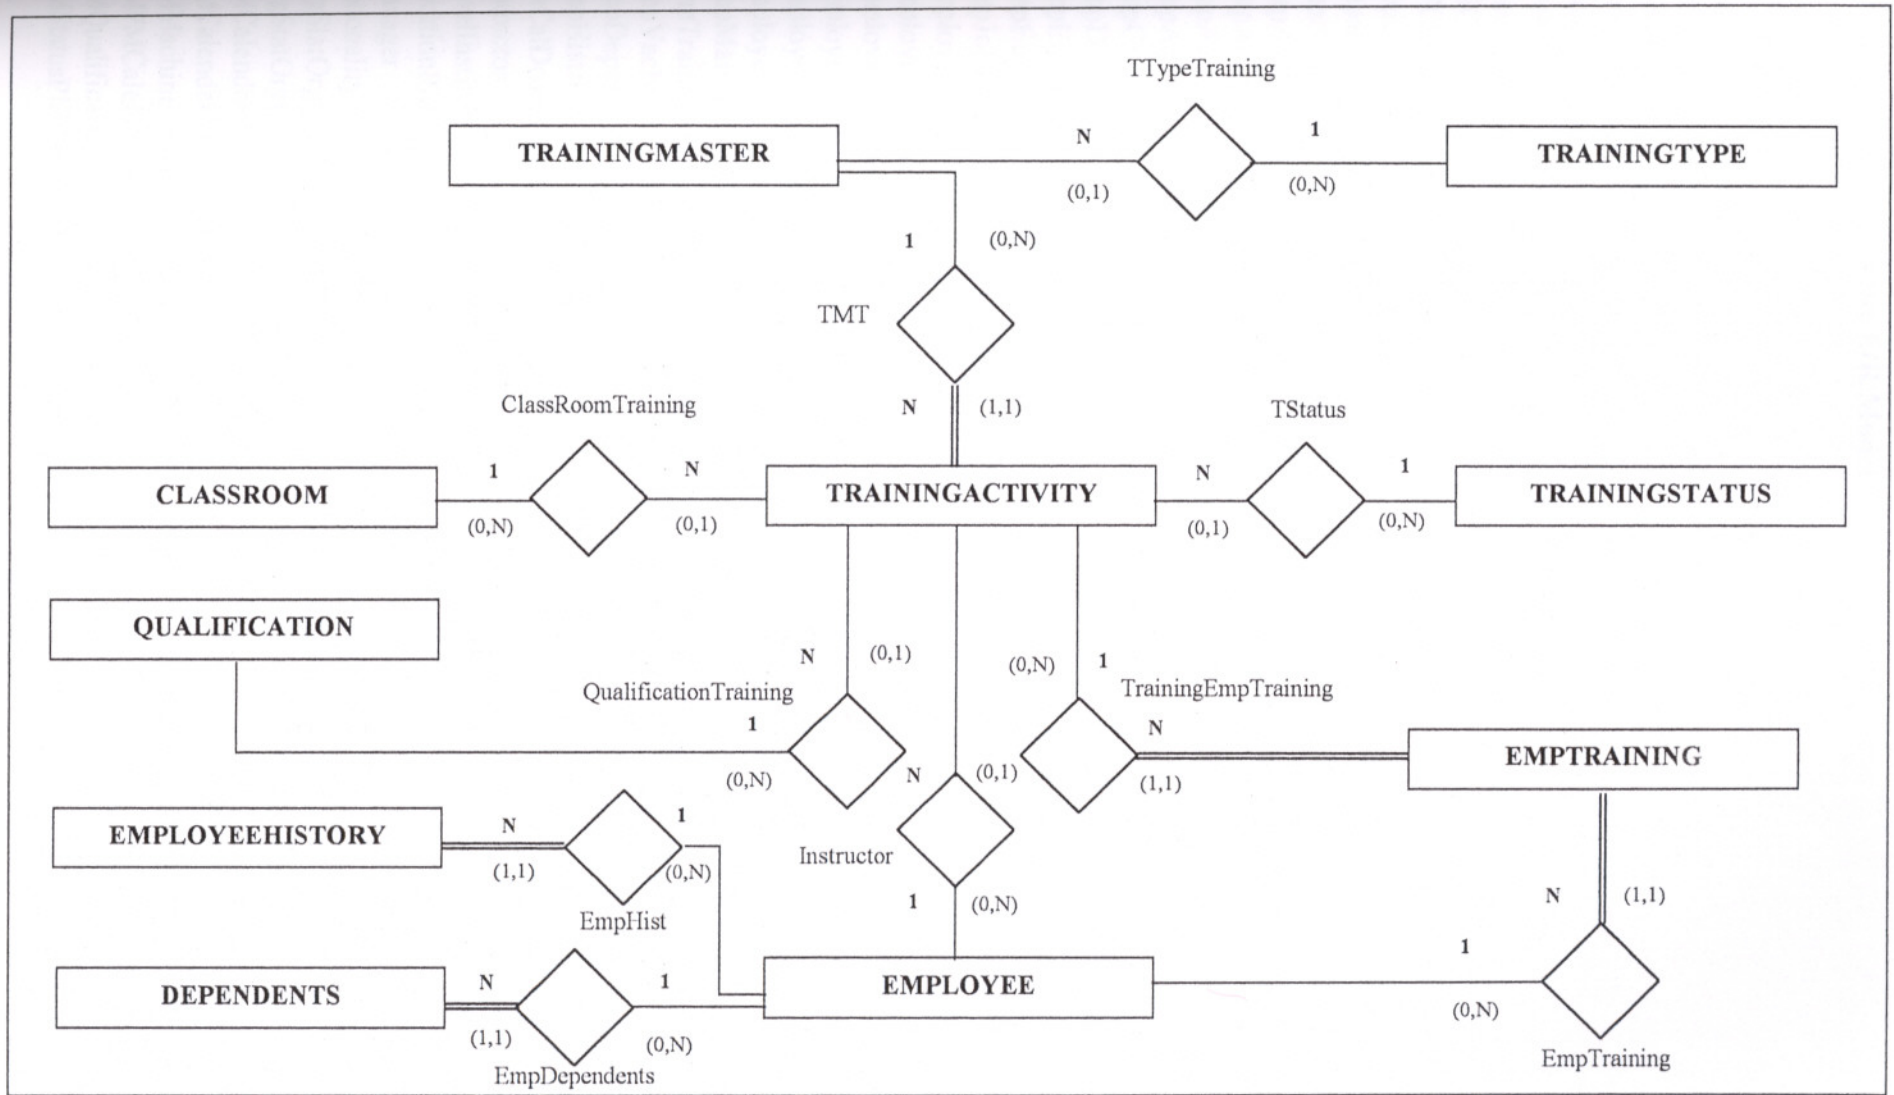 TTypeTraining
TRAININGMASTER
N
1
TRAININGTYPE
(0,1)
(0,N)
1
(0,N)
TMT
N
(1,1)
ClassRoomTraining
TStatus
CLASSROOM
1
N
TRAININGACTIVITY
N
1
TRAININGSTATUS
(0,N)
(0,1)
(0,1)
(0,N)
QUALIFICATION
N
(0,1)
(0,N)
1
QualificationTraining
TrainingEmpTraining
1
N
(0,N)
N
(0,1)
(1,1)
EMPTRAINING
EMPLOYEEHISTORY
N
1
(1,1)
(0,N)
Instructor
EmpHist
1
(0,N)
N
(1,1)
DEPENDENTS
N
1
EMPLOYEE
1
(1,1)
(0,N)
(0,N)
EmpDependents
EmpTraining